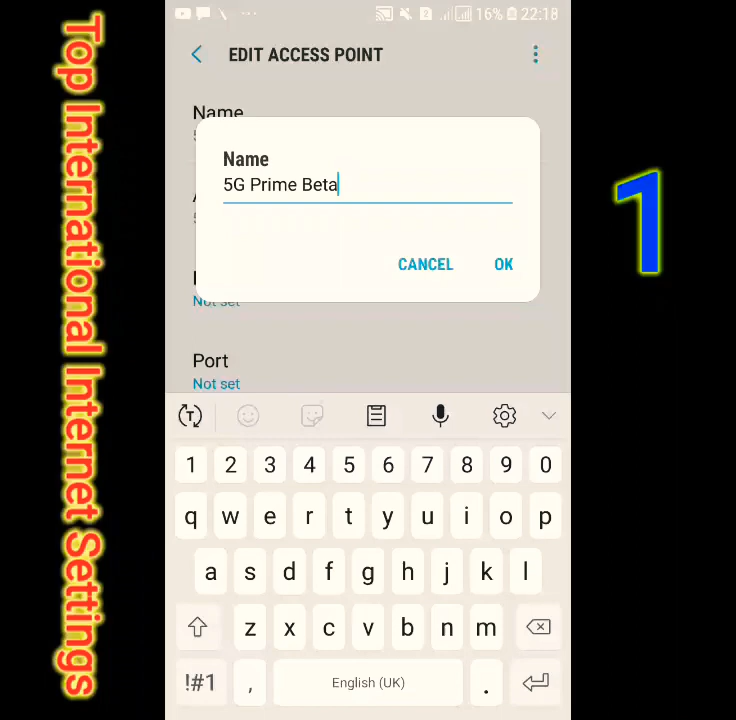 Top International Internet Settings
16% 22:18
EDIT ACCESS POINT
Name
Name
5G Prime Beta
CANCEL OK
Not set
Port
Not set
1
1 2 3 4 5 6 7 8 9 0
q w e r t y u i o p
a s d f g h j k l
z x c v b n m
!#1 , English (UK) .